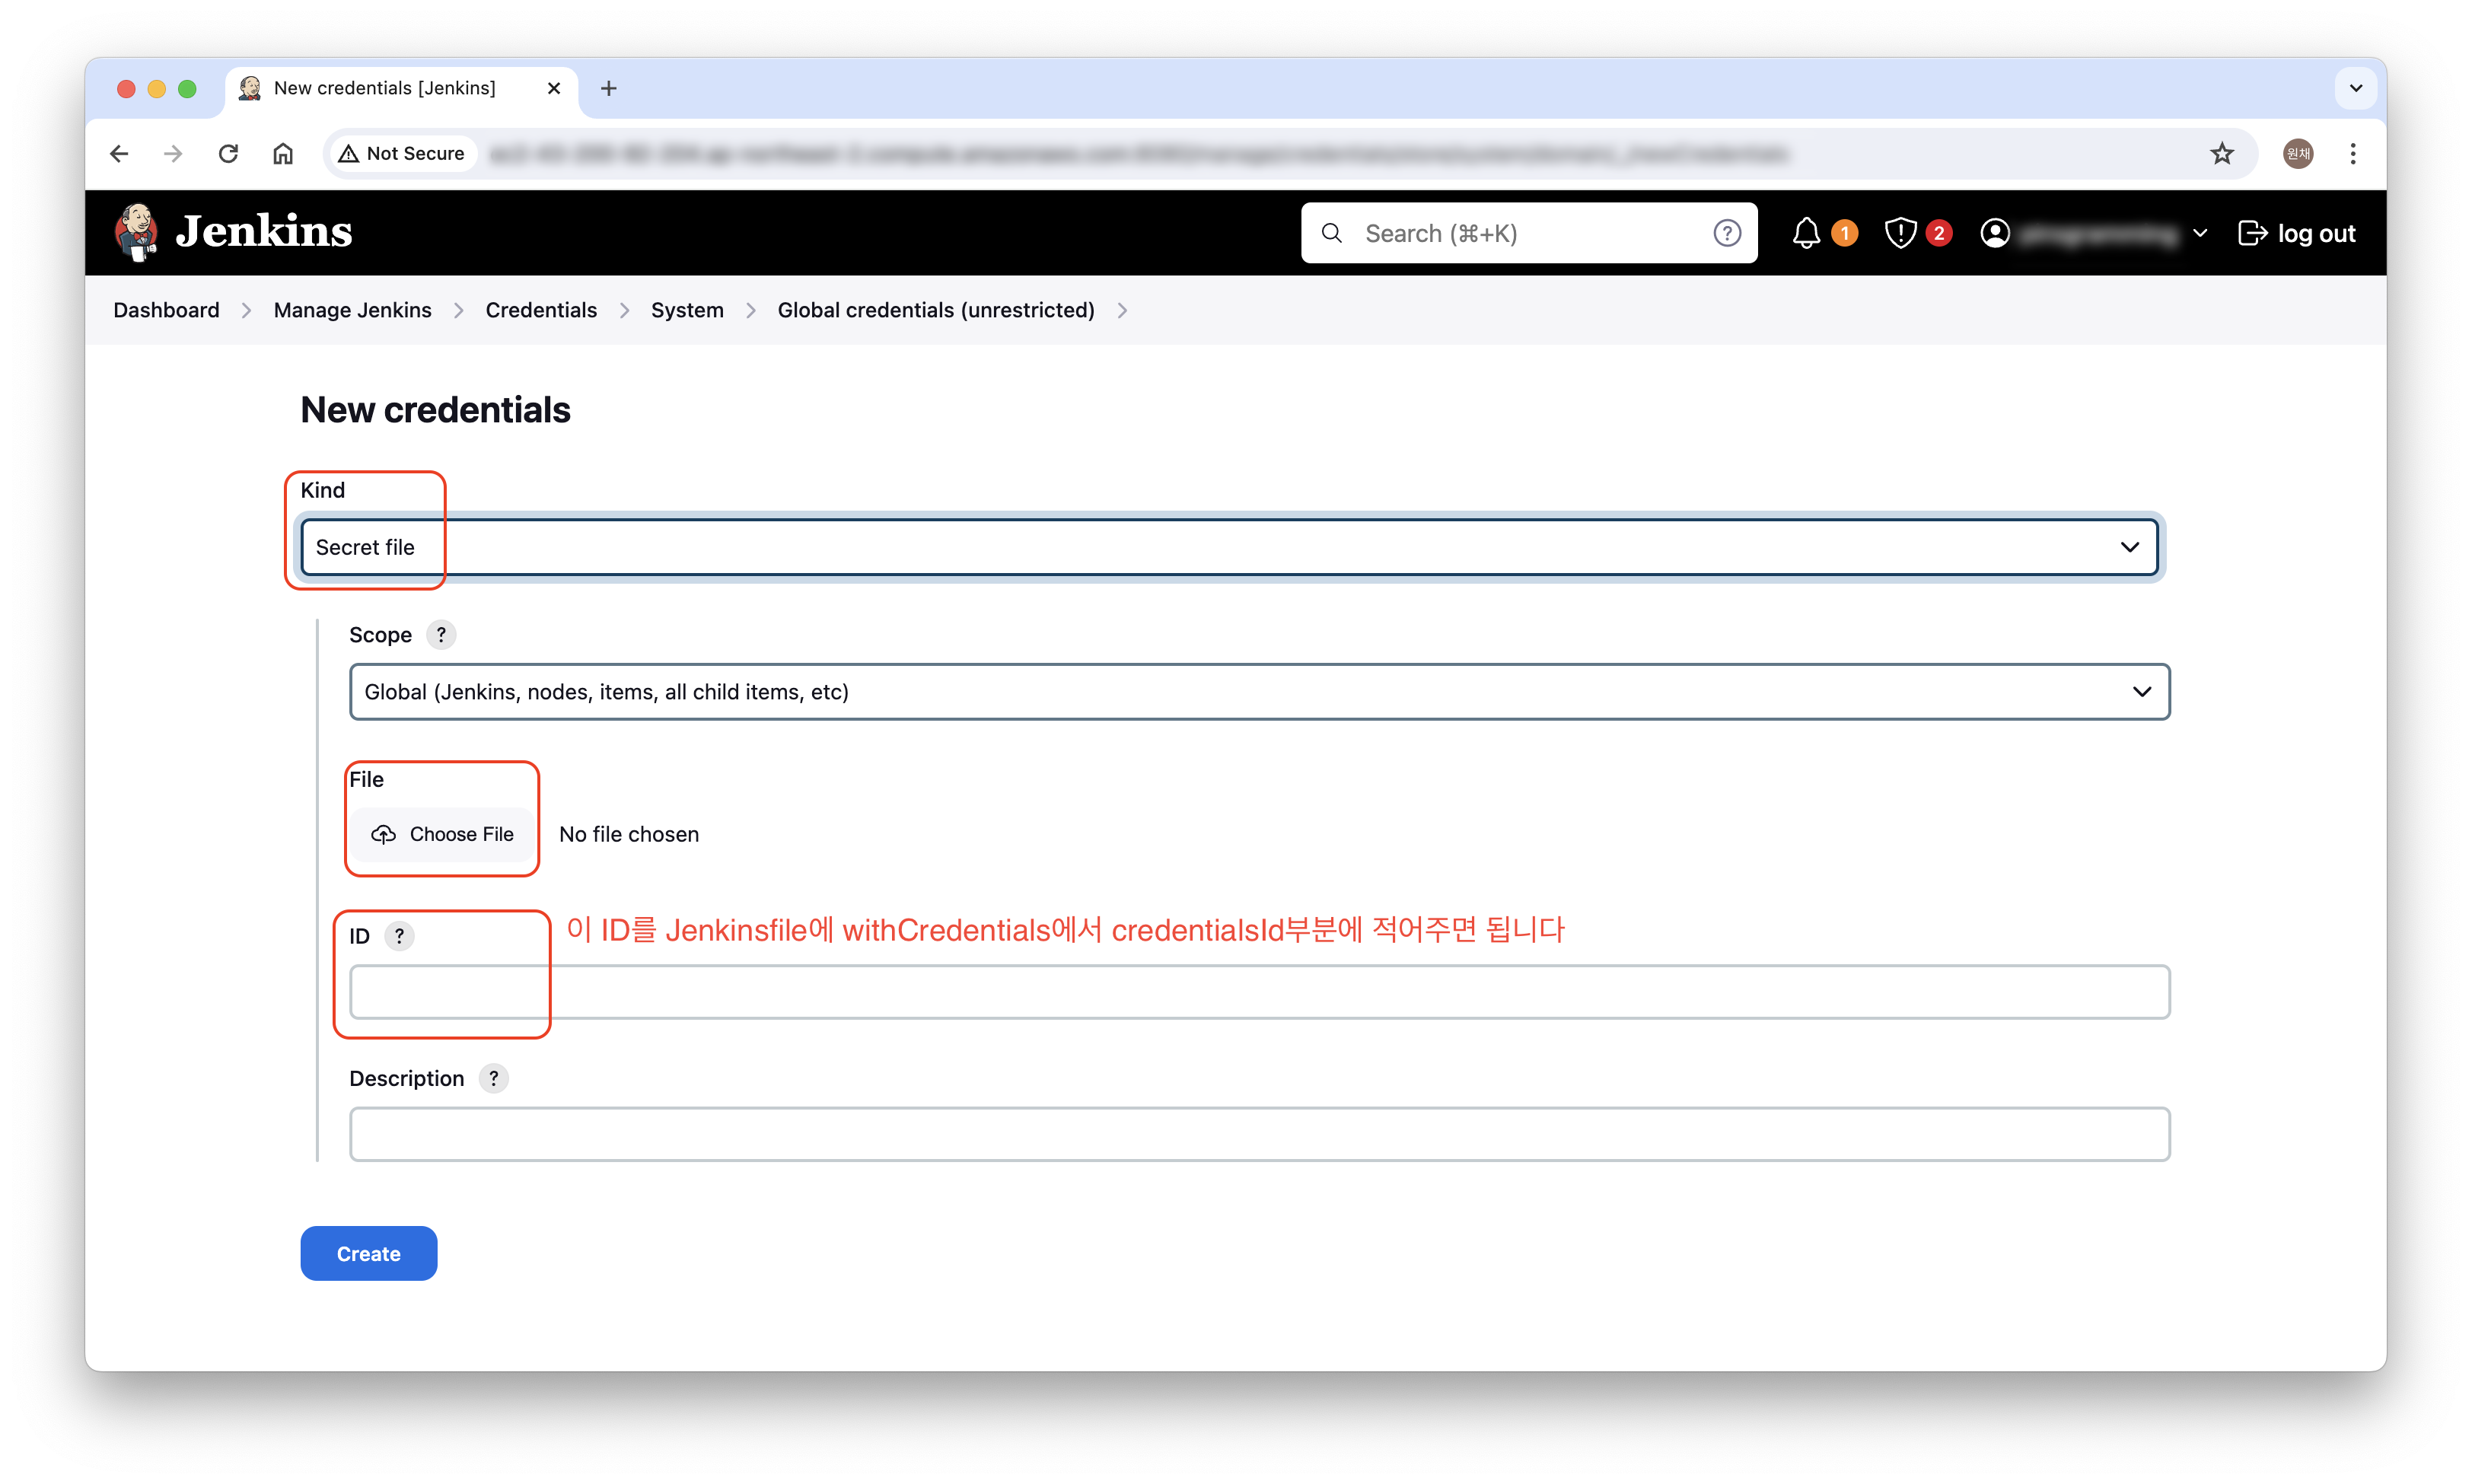 New credentials [Jenkins]
Not Secure
원채
Jenkins
Search (⌘+K)
?
1
2
log out
Dashboard
Manage Jenkins
Credentials
System
Global credentials (unrestricted)
New credentials
Kind
Secret file
Scope ?
Global (Jenkins, nodes, items, all child items, etc)
File
Choose File No file chosen
ID ? 이 ID를 Jenkinsfile에 withCredentials에서 credentialsId부분에 적어주면 됩니다
Description ?
Create